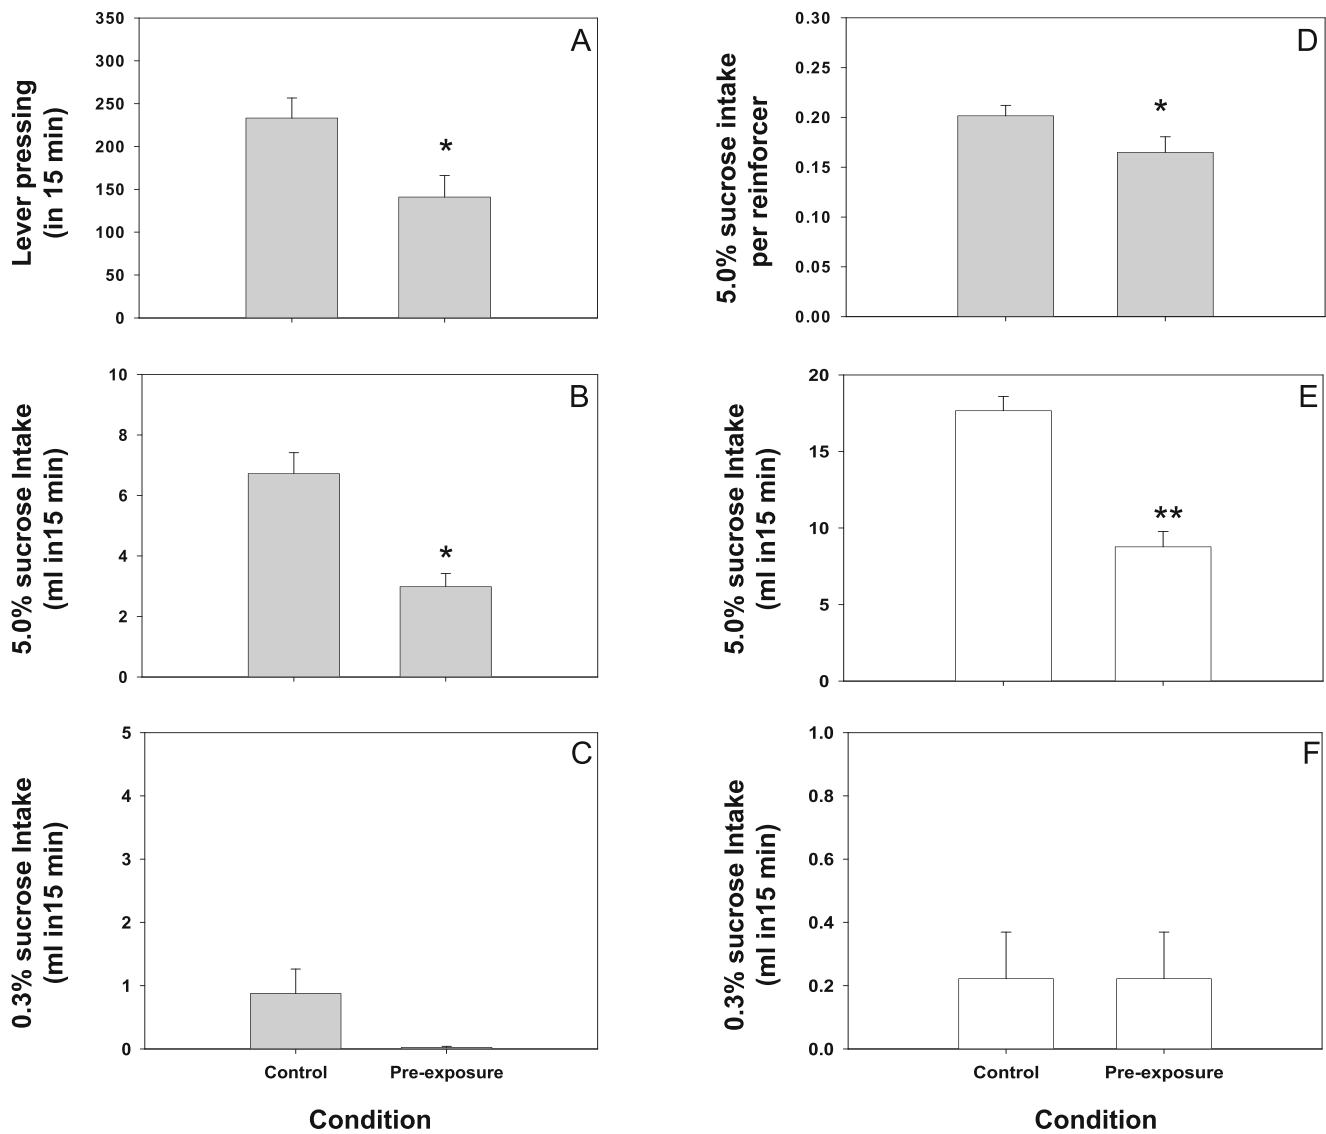 A
350
300
250
200
150
100
50
0
Lever pressing
(in 15 min)
*
D
0.30
0.25
0.20
0.15
0.10
0.05
0.00
5.0% sucrose intake
per reinforcer
*
B
10
8
6
4
2
0
5.0% sucrose Intake
(ml in15 min)
*
E
20
15
10
5
0
5.0% sucrose Intake
(ml in15 min)
**
C
5
4
3
2
1
0
0.3% sucrose Intake
(ml in15 min)
Control Pre-exposure
Condition
F
1.0
0.8
0.6
0.4
0.2
0.0
0.3% sucrose Intake
(ml in15 min)
Control Pre-exposure
Condition